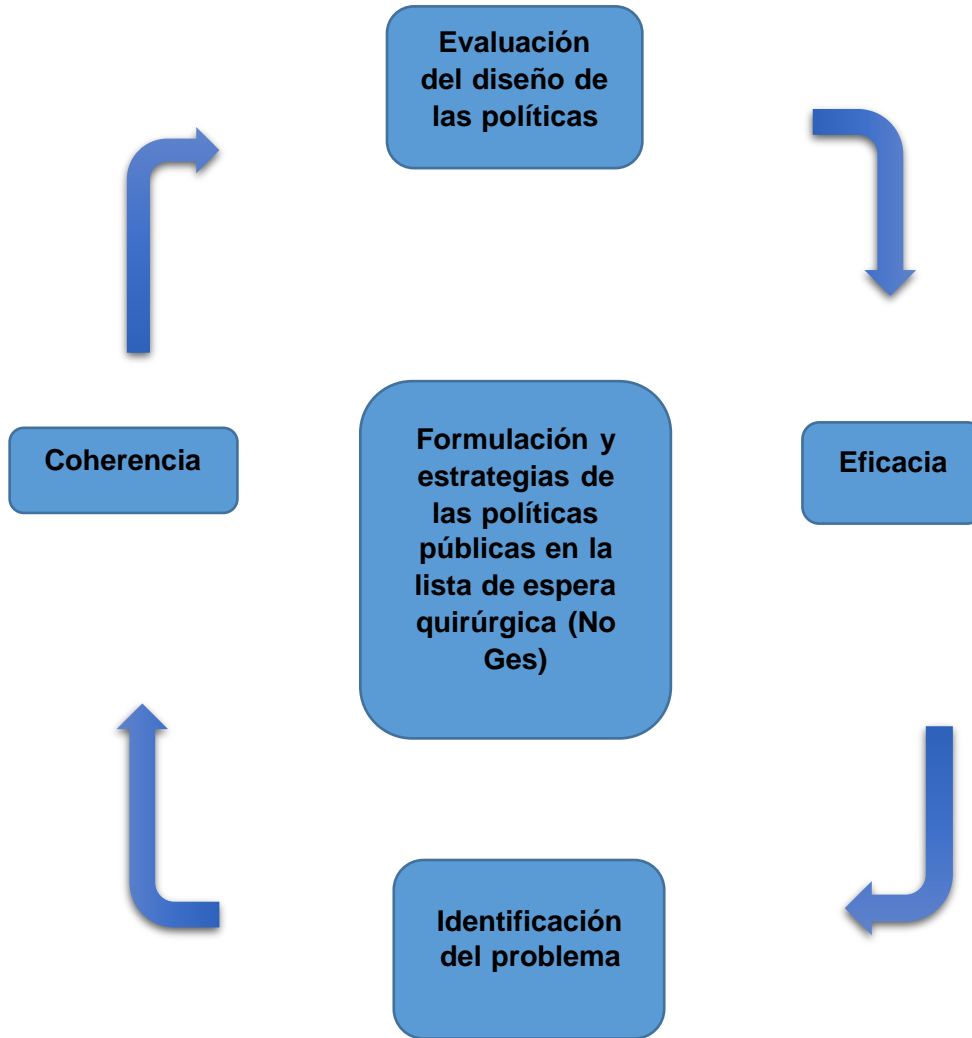 Evaluación
del diseño de
las políticas
Coherencia
Formulación y
estrategias de
las políticas
públicas en la
lista de espera
quirúrgica (No
Ges)
Eficacia
Identificación
del problema